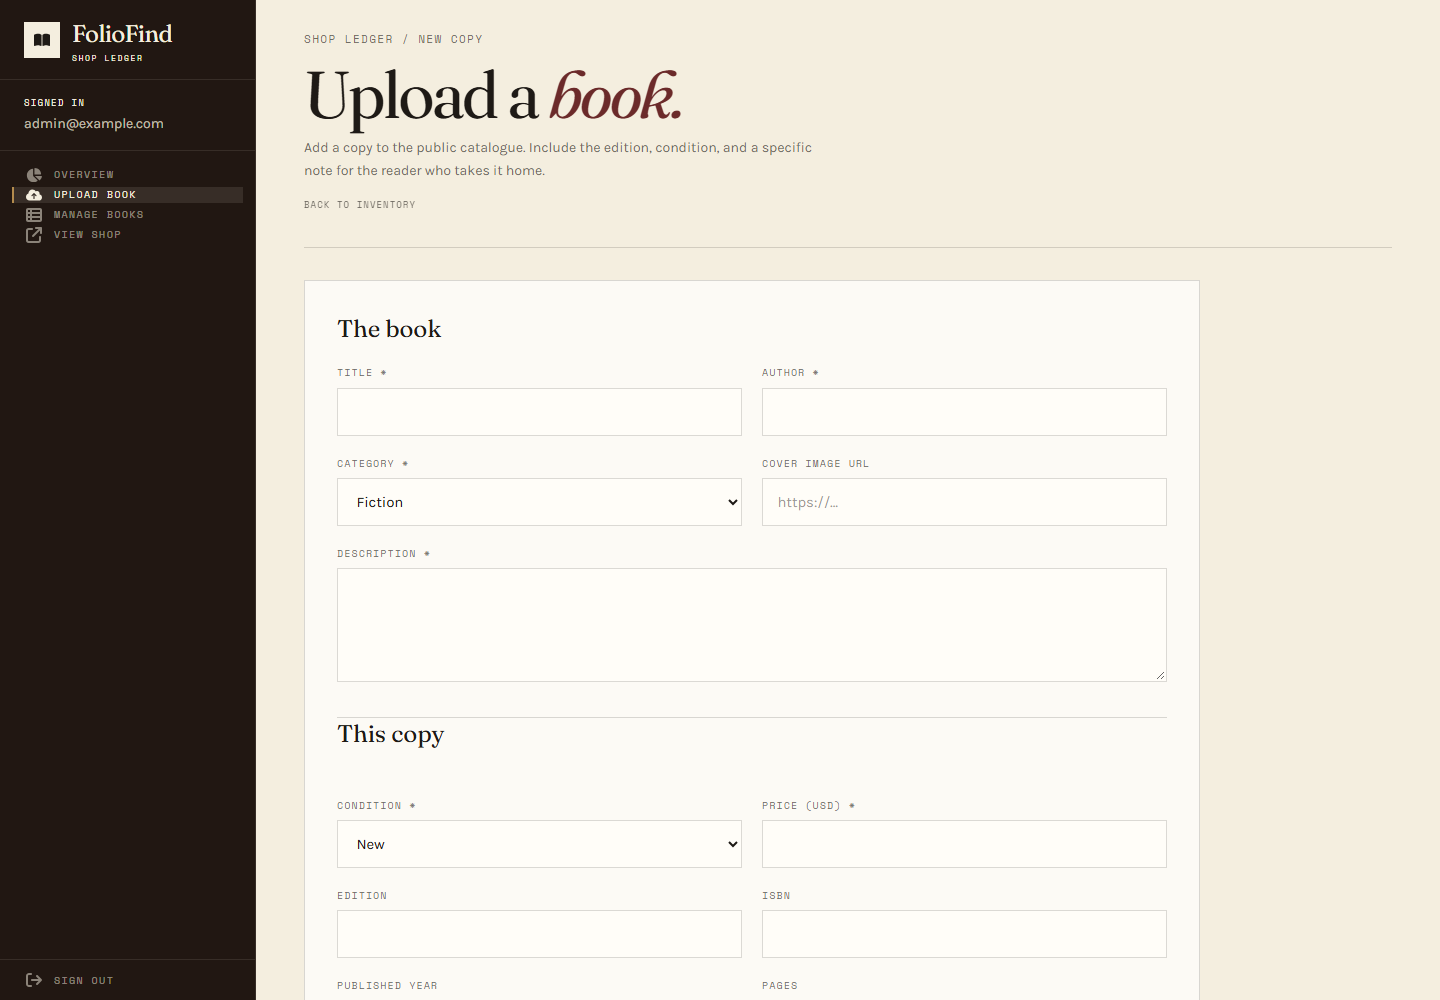 FolioFind
SHOP LEDGER
SIGNED IN
admin@example.com
OVERVIEW
UPLOAD BOOK
MANAGE BOOKS
VIEW SHOP
SIGN OUT
SHOP LEDGER / NEW COPY
Upload a book.
Add a copy to the public catalogue. Include the edition, condition, and a specific
note for the reader who takes it home.
BACK TO INVENTORY
The book
TITLE *
AUTHOR *
CATEGORY *
COVER IMAGE URL
Fiction
https://...
DESCRIPTION *
This copy
CONDITION *
PRICE (USD) *
New
EDITION
ISBN
PUBLISHED YEAR
PAGES